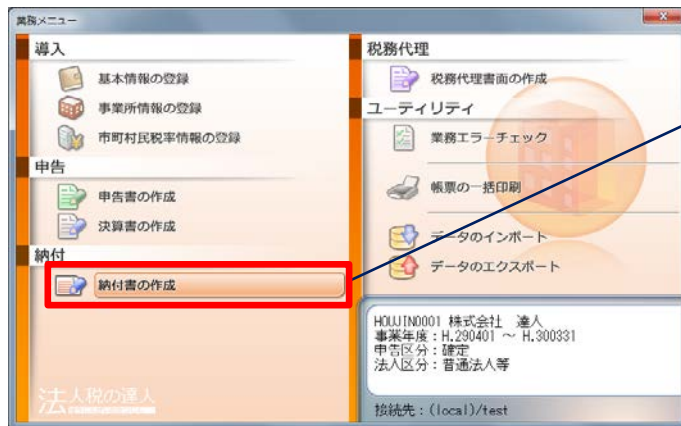 業務メニュー
導入
基本情報の登録
事業所情報の登録
市町村民税率情報の登録
申告
申告書の作成
決算書の作成
納付
納付書の作成
法人税の達人
税務代理
税務代理書面の作成
ユーティリティ
業務エラーチェック
帳票の一括印刷
データのインポート
データのエクスポート
HOUJIN0001 株式会社 達人
事業年度:H.290401 ～ H.300331
申告区分:確定
法人区分:普通法人等
接続先:(local)/test